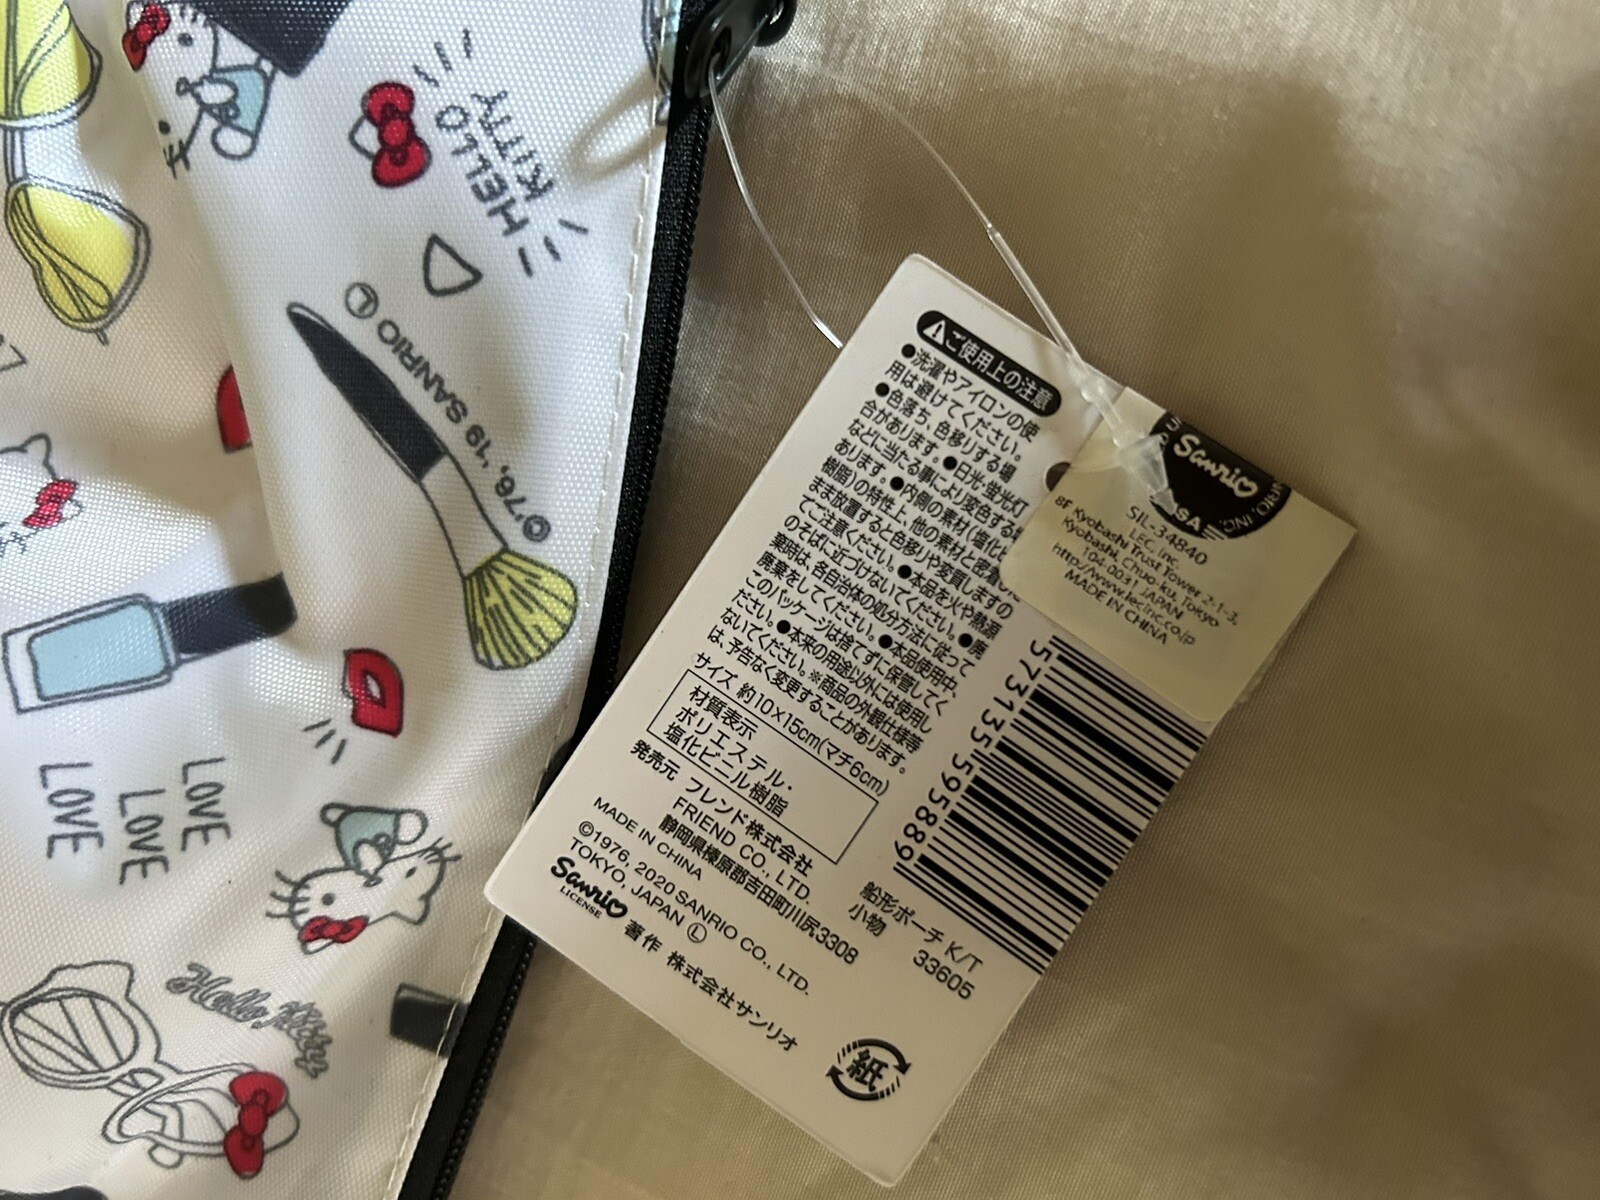 HELLO
KITTY
©'76, '19 SANRIO Ⓛ
LOVE
LOVE
LOVE
Hello Kitty
ご使用上の注意
●洗濯やアイロンの使
用は避けてください。
●色落ち、色移りする場
合があります。●日光・蛍光灯
などに当たる事により変色する場
あります。●内側の素材(塩化ビ
樹脂)の特性上、他の素材と密着し
まま放置すると色移りや変質しますの
でご注意ください。●本品を火や熱源
のそばに近づけないでください。●廃
棄時は、各自治体の処分方法に従って
廃棄をしてください。●本品使用中、
このパッケージは捨てずに保管してく
ださい。●本来の用途以外には使用し
ないでください。※商品の外観仕様等
は、予告なく変更することがあります。
サイズ 約10×15cm(マチ6cm)
材質表示
ポリエステル・
塩化ビニル樹脂
発売元 フレンド株式会社
FRIEND CO., LTD.
静岡県榛原郡吉田町川尻3308
MADE IN CHINA
©1976, 2020 SANRIO CO., LTD.
TOKYO, JAPAN Ⓛ
Sanrio
LICENSE
著作 株式会社サンリオ
紙
573135595889
船形ポーチ K/T
小物 33605
Sanrio
SIL-34840
LEC, Inc.
8F Kyobashi Trust Tower 2-1-3,
Kyobashi, Chuo-ku, Tokyo
104-0031 JAPAN
http://www.lecinc.co.jp
MADE IN CHINA